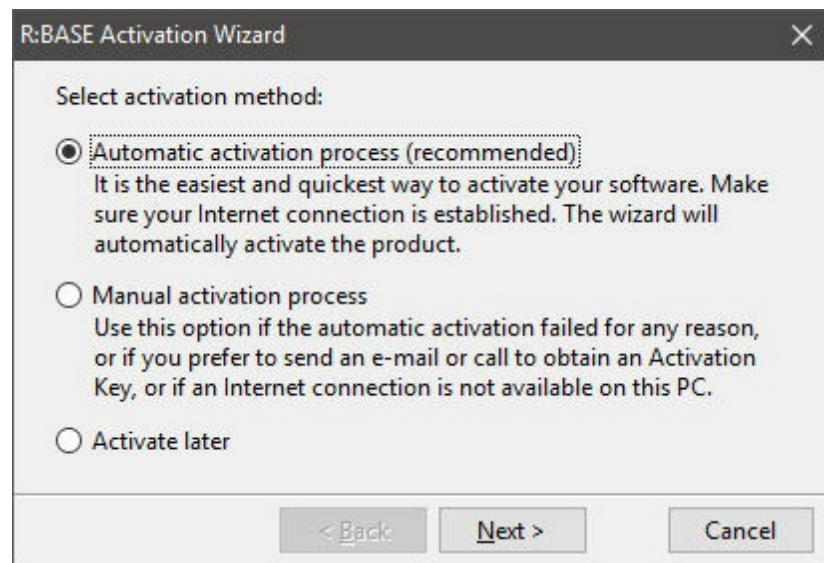 R:BASE Activation Wizard
Select activation method:
Automatic activation process (recommended)
It is the easiest and quickest way to activate your software. Make
sure your Internet connection is established. The wizard will
automatically activate the product.
Manual activation process
Use this option if the automatic activation failed for any reason,
or if you prefer to send an e-mail or call to obtain an Activation
Key, or if an Internet connection is not available on this PC.
Activate later
< Back Next > Cancel